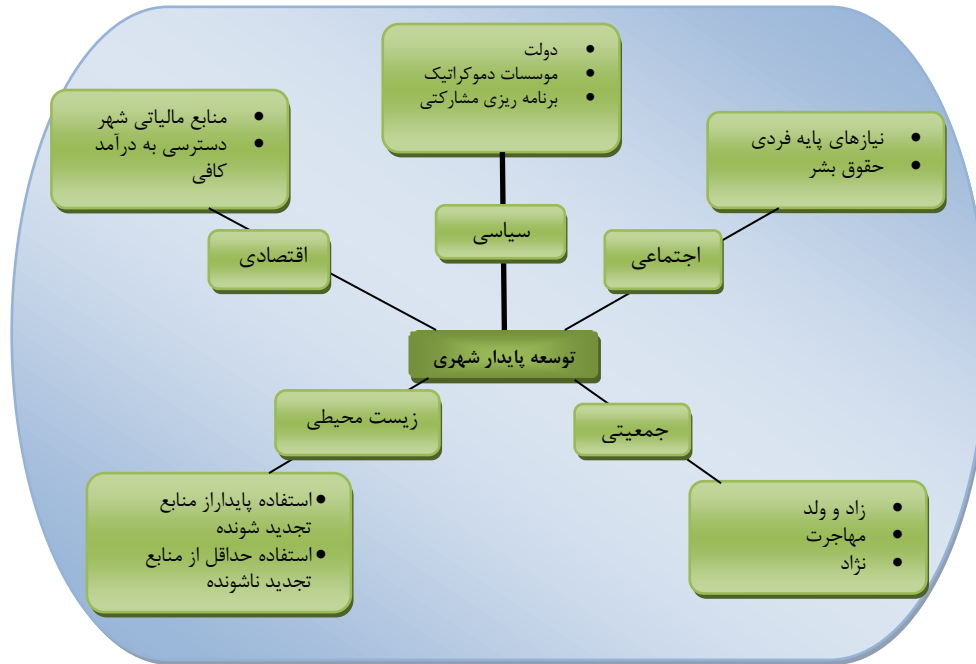 • دولت
• موسسات دموکراتیک
• برنامه ریزی مشارکتی
• نیازهای پایه فردی
• حقوق بشر
• منابع مالیاتی شهر
• دسترسی به درآمد
کافی
سیاسی
اجتماعی
اقتصادی
توسعه پایدار شهری
جمعیتی
زیست محیطی
• زاد و ولد
• مهاجرت
• نژاد
• استفاده پایداراز منابع
تجدید شونده
• استفاده حداقل از منابع
تجدید ناشونده